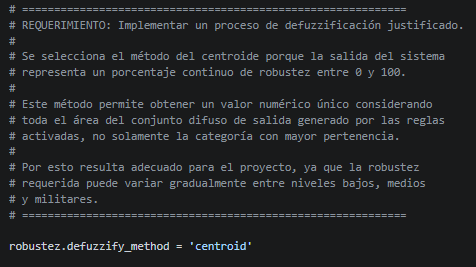 # ========================================================
# REQUERIMIENTO: Implementar un proceso de defuzzificación justificado.
#
# Se selecciona el método del centroide porque la salida del sistema
# representa un porcentaje continuo de robustez entre 0 y 100.
#
# Este método permite obtener un valor numérico único considerando
# toda el área del conjunto difuso de salida generado por las reglas
# activadas, no solamente la categoría con mayor pertenencia.
#
# Por esto resulta adecuado para el proyecto, ya que la robustez
# requerida puede variar gradualmente entre niveles bajos, medios
# y militares.
# ========================================================
robustez.defuzzify_method = 'centroid'